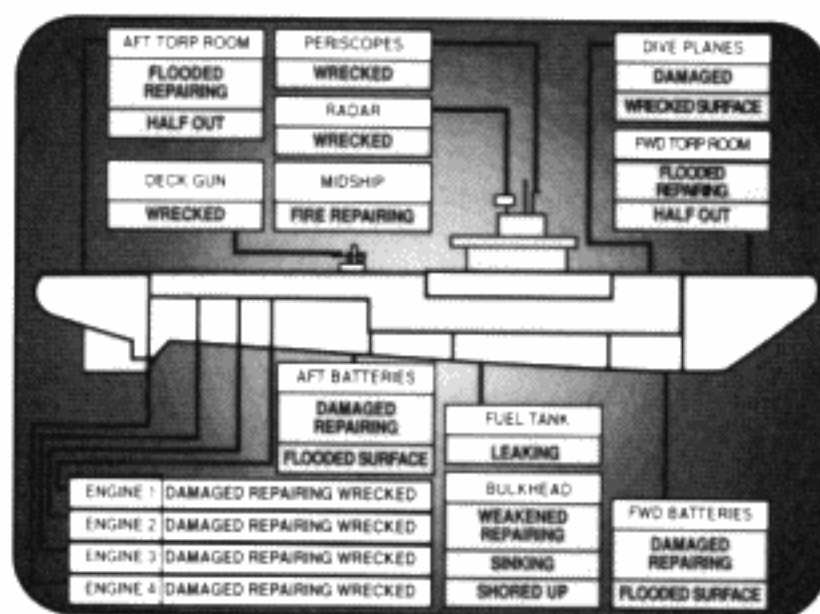 AFT TORP ROOM
FLOODED
REPAIRING
HALF OUT
PERISCOPES
WRECKED
RADAR
WRECKED
DIVE PLANES
DAMAGED
WRECKED SURFACE
FWD TORP ROOM
FLOODED
REPAIRING
HALF OUT
DECK GUN
WRECKED
MIDSHIP
FIRE REPAIRING
AFT BATTERIES
DAMAGED
REPAIRING
FLOODED SURFACE
FUEL TANK
LEAKING
BULKHEAD
WEAKENED
REPAIRING
SINKING
SHORED UP
ENGINE 1 DAMAGED REPAIRING WRECKED
ENGINE 2 DAMAGED REPAIRING WRECKED
ENGINE 3 DAMAGED REPAIRING WRECKED
ENGINE 4 DAMAGED REPAIRING WRECKED
FWD BATTERIES
DAMAGED
REPAIRING
FLOODED SURFACE